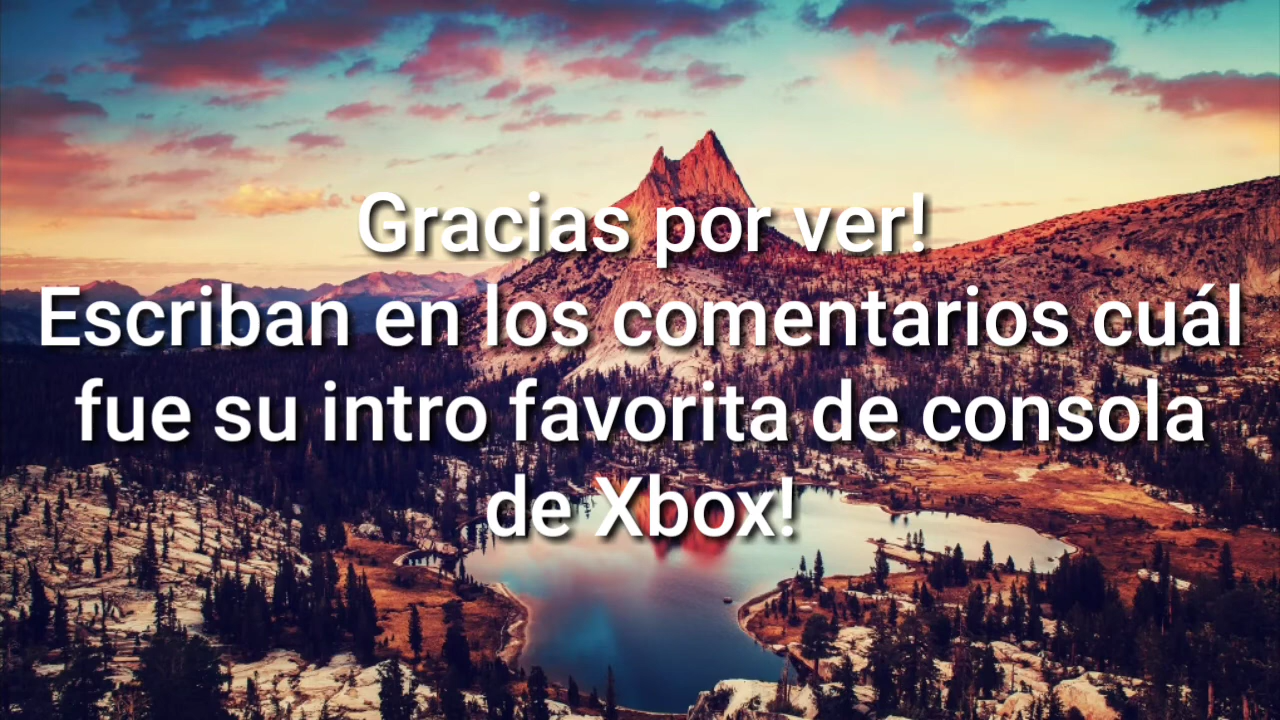 Gracias por ver!
Escriban en los comentarios cuál
fue su intro favorita de consola
de Xbox!